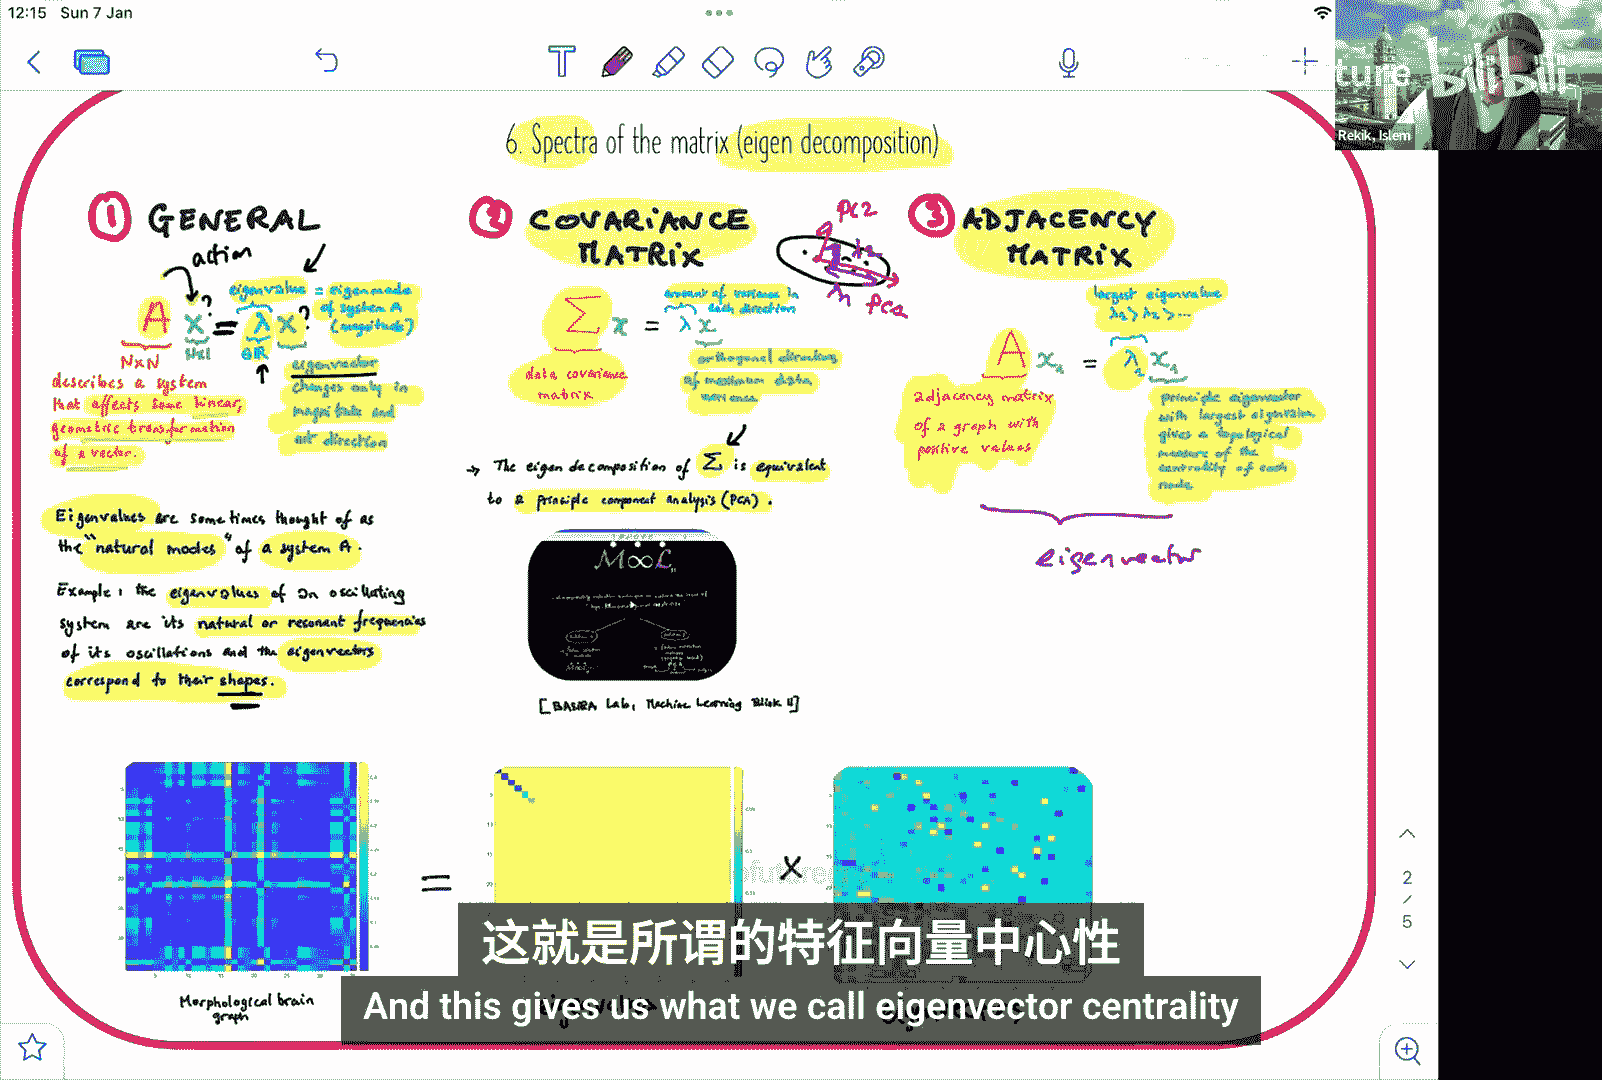 12:15 Sun 7 Jan
bilibili
Rekik, Islem
6. Spectra of the matrix (eigen decomposition)
① GENERAL
action
eigenvalue = eigenmode
of system A
(magnitude)
A x? = λ x?
NxN
Nx1
∈R
describes a system
that affects some linear,
geometric transformation
of a vector.
eigenvector
changes only in
magnitude and
not direction
Eigenvalues are some times thought of as
the "natural modes" of a system A.
Example: the eigenvalues of an oscillating
system are its natural or resonant frequencies
of its oscillations and the eigenvectors
correspond to their shapes.
② COVARIANCE
MATRIX
PC2
amount of variance in
each direction
Σ x = λ x
data covariance
matrix
orthogonal directions
of maximum data
variance
→ The eigen decomposition of Σ is equivalent
to a principle component analysis (PCA).
[BASIRA Lab, Machine Learning Blink
③ ADJACENCY
MATRIX
largest eigenvalue
λ1 > λ2 > ...
A x1 = λ1 x1
adjacency matrix
of a graph with
positive values
principle eigenvector
with largest eigenvalue
gives a topological
measure of the
centrality of each
node
eigenvector
= X
Morphological brain
graph
2
/
5
这就是所谓的特征向量中心性
And this gives us what we call eigenvector centrality